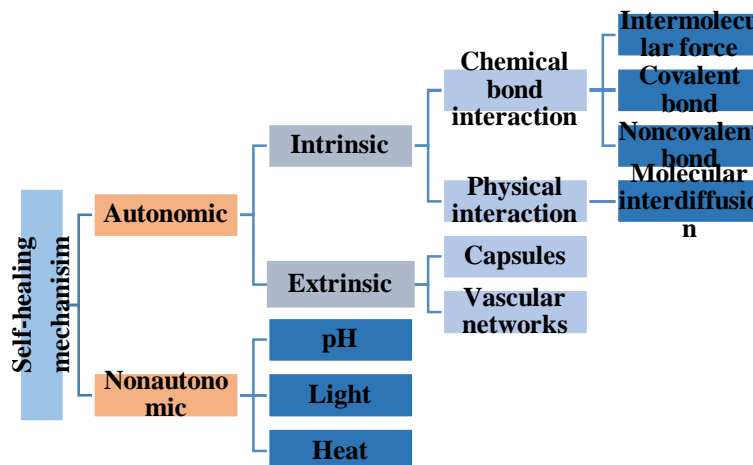 Intermolecu
lar force
Chemical
bond
interaction
Covalent
bond
Noncovalent
bond
Intrinsic
Physical
interaction
Molecular
interdiffusio
n
Autonomic
Capsules
Extrinsic
Vascular
networks
Self-healing
mechanisim
pH
Nonautono
mic
Light
Heat